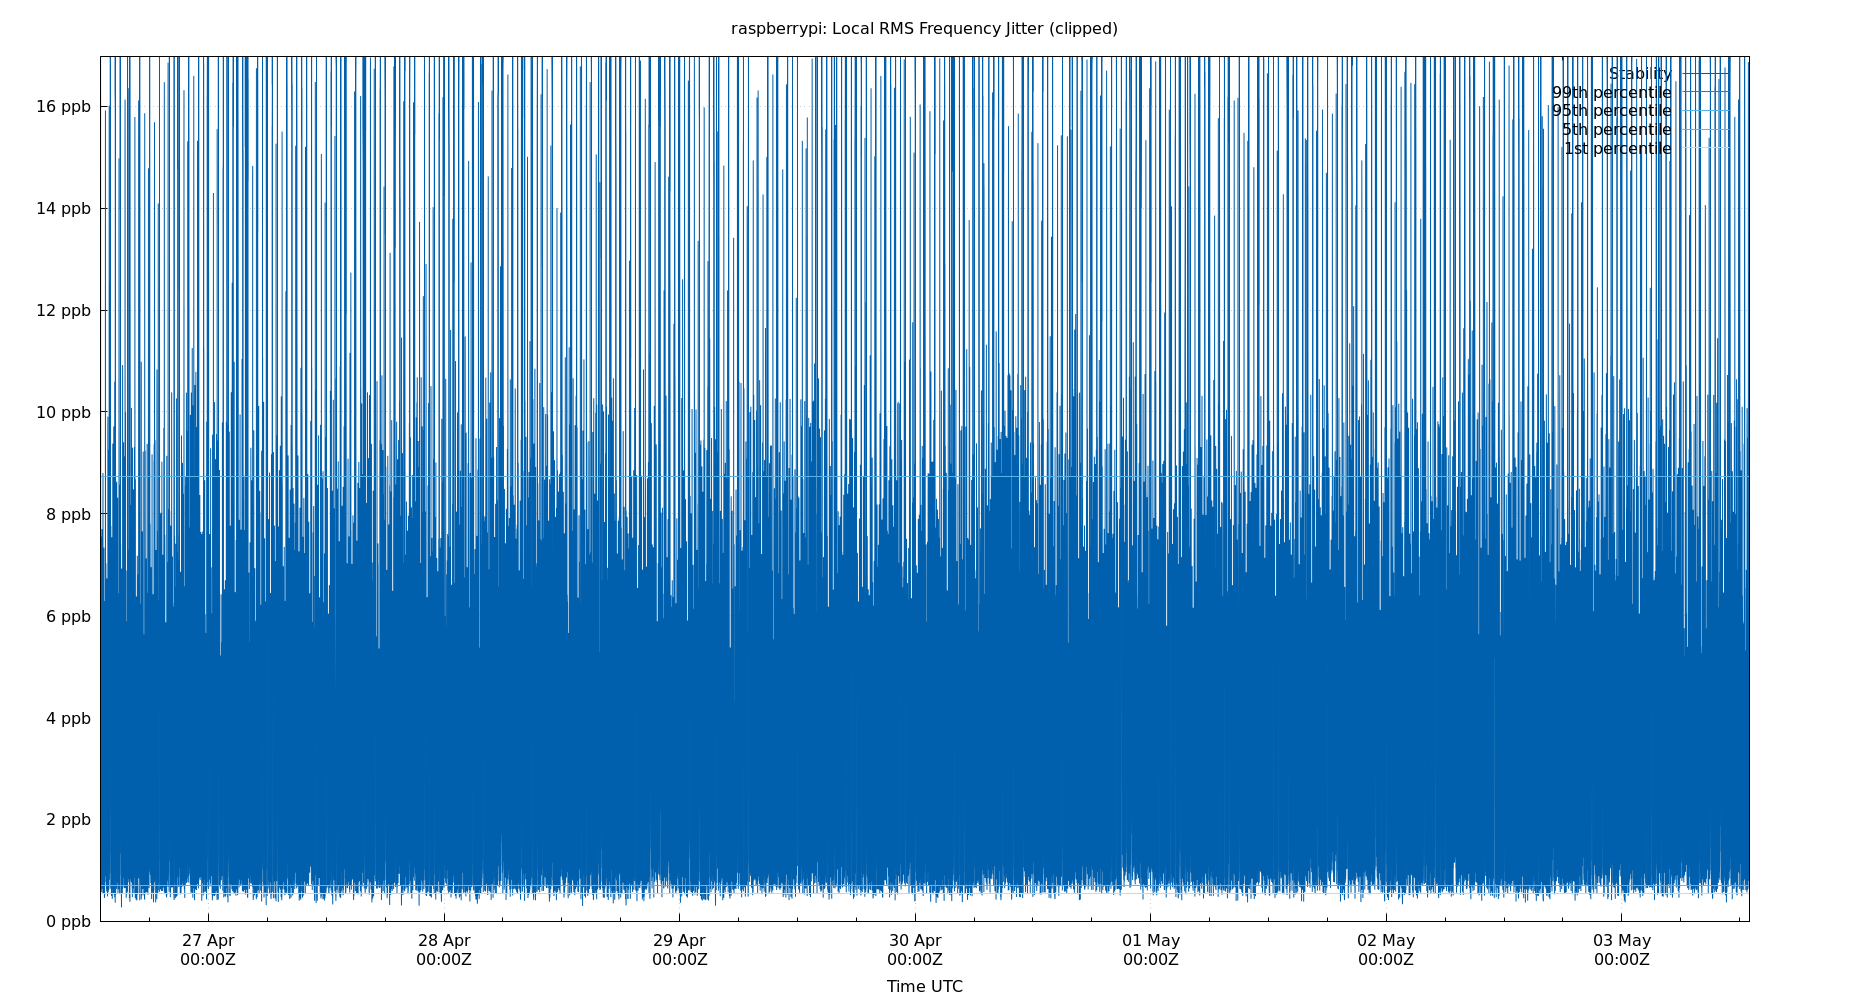 raspberrypi: Local RMS Frequency Jitter (clipped)
Stability
99th percentile
95th percentile
5th percentile
1st percentile
16 ppb
14 ppb
12 ppb
10 ppb
8 ppb
6 ppb
4 ppb
2 ppb
0 ppb
27 Apr 28 Apr 29 Apr 30 Apr 01 May 02 May 03 May
00:00Z 00:00Z 00:00Z 00:00Z 00:00Z 00:00Z 00:00Z
Time UTC